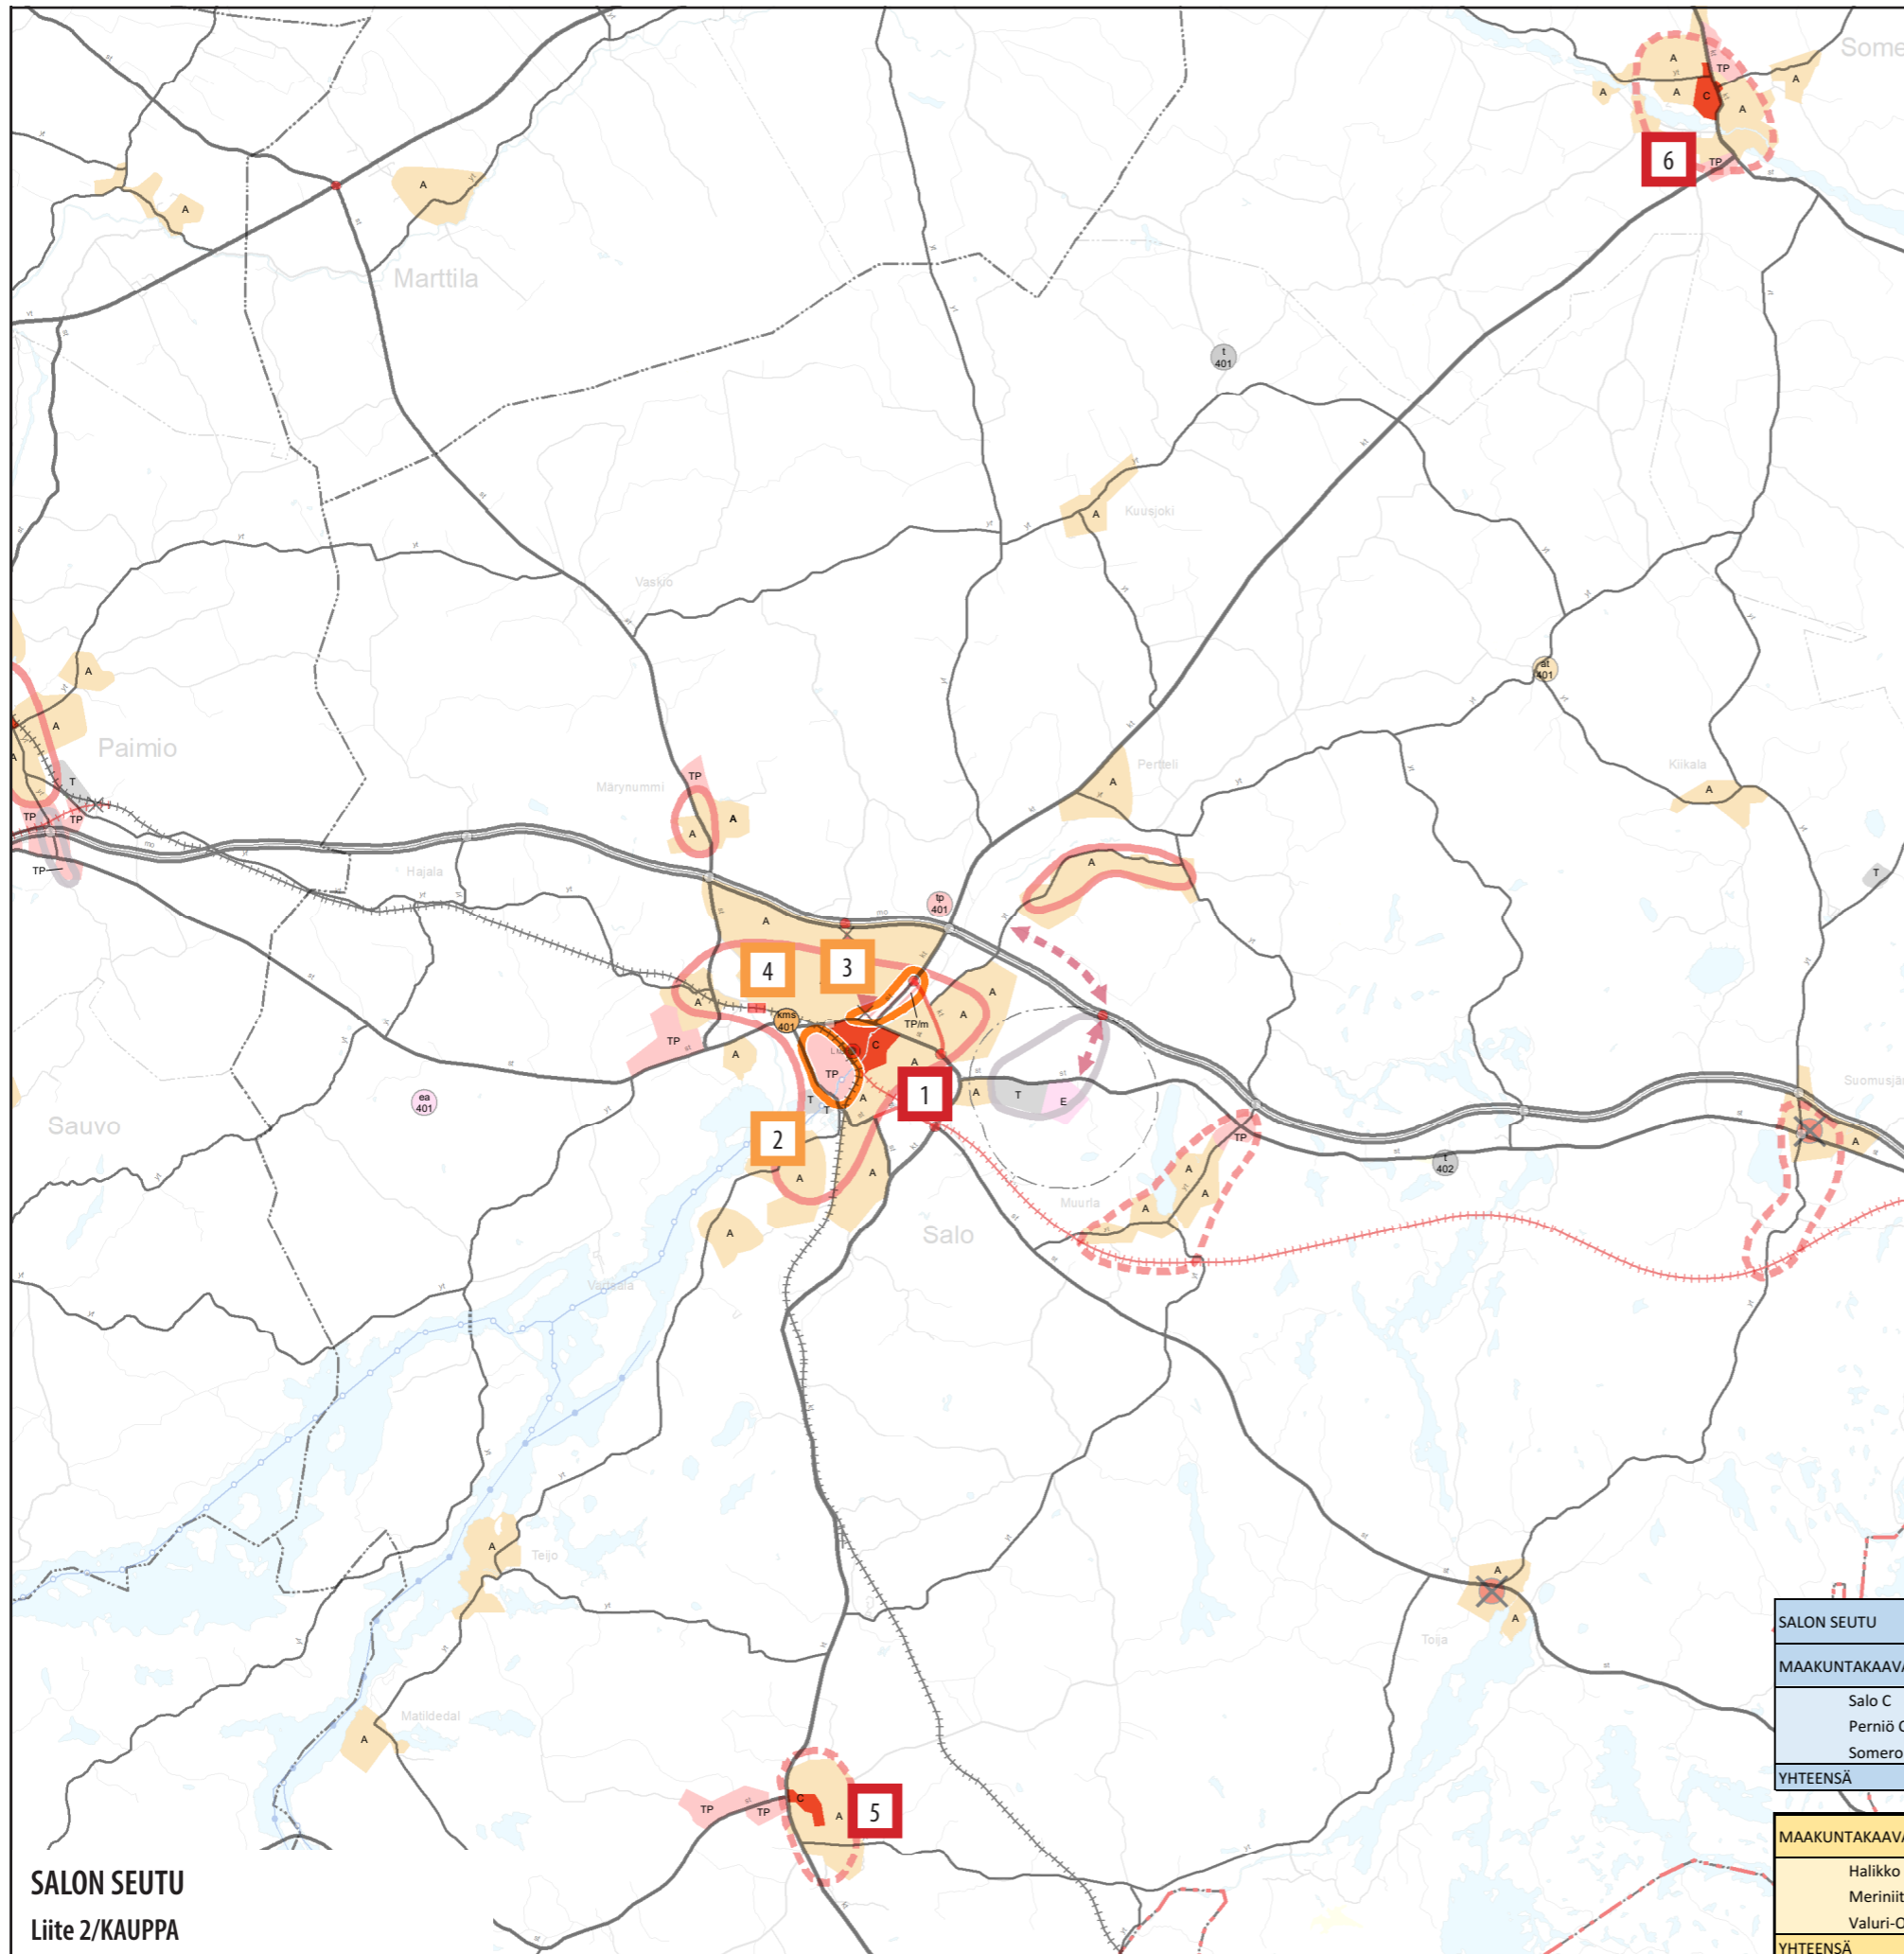 Some
A
TP
A
A
A
C
A
6
TP
A
A
Marttila
t
401
A
Kuusjoki
Vaskio
at
401
A
A
Paimio
A
T
TP
TP
TP
Märynummi
TP
A
A
Pertteli
A
Kiikala
A
T
Hajala
A
tp
401
A
4
3
A
A
kms
401
TP/m
A
TP
A
C
TP
A
A
1
T
E
T
T
A
ea
401
Sauvo
Suomusjär
A
2
A
A
TP
t
402
A
A
A
Muurla
A
Salo
Vartsala
A
Teijo
A
A
Toija
Matildedal
A
TP
TP
C
A
5
SALON SEUTU
MAAKUNTAKAAVA
Salo C
Perniö C
Somero
YHTEENSÄ
MAAKUNTAKAAVA
Halikko
Meriniit
Valuri-O
YHTEENSÄ
SALON SEUTU
Liite 2/KAUPPA